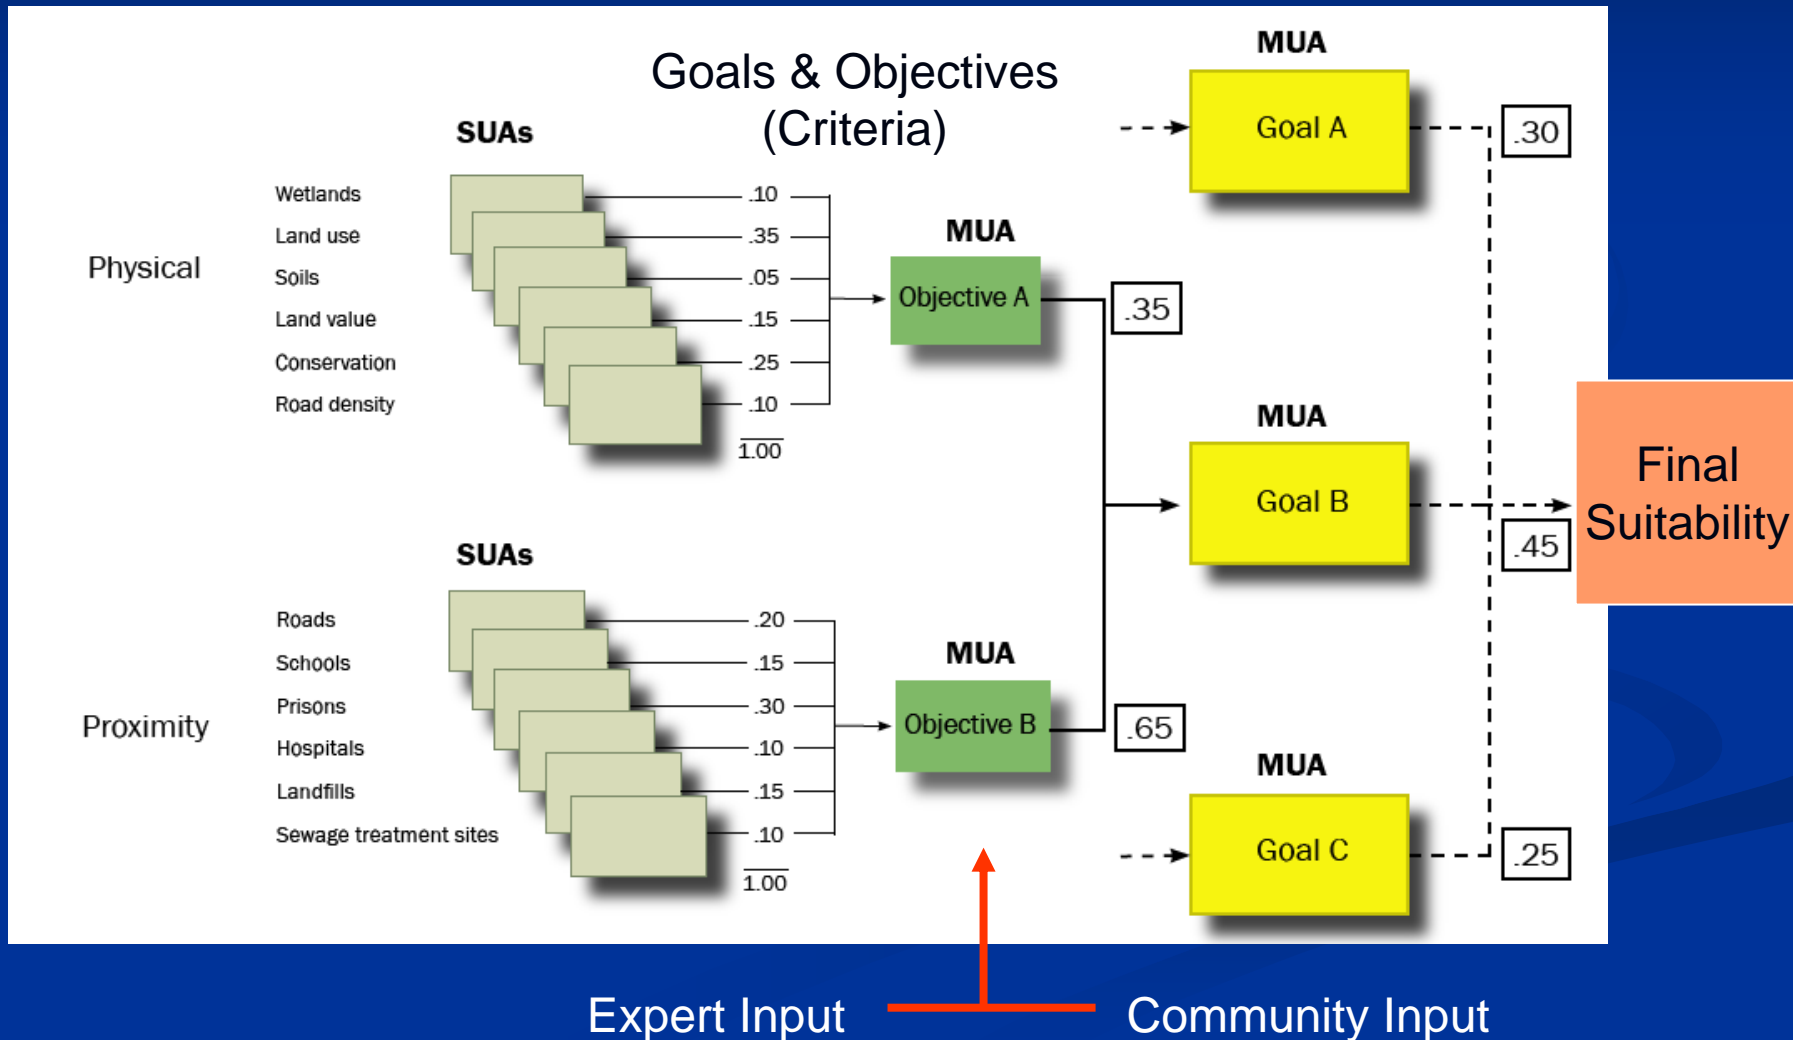 Goals & Objectives
(Criteria)
SUAs
Physical
Wetlands .10
Land use .35
Soils .05
Land value .15
Conservation .25
Road density .10
1.00
MUA
Objective A
.35
SUAs
Proximity
Roads .20
Schools .15
Prisons .30
Hospitals .10
Landfills .15
Sewage treatment sites .10
1.00
MUA
Objective B
.65
MUA
Goal A
.30
MUA
Goal B
.45
MUA
Goal C
.25
Final
Suitability
Expert Input
Community Input